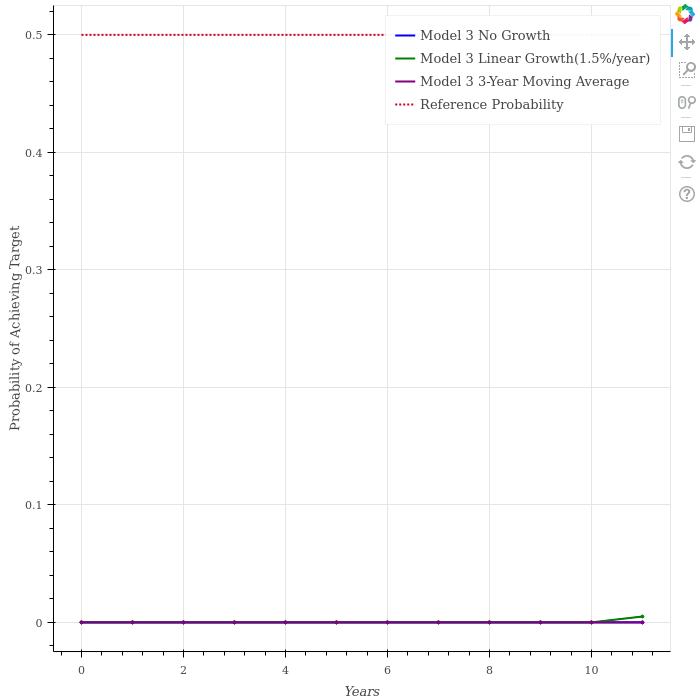 Model 3 No Growth
Model 3 Linear Growth(1.5%/year)
Model 3 3-Year Moving Average
Reference Probability
Probability of Achieving Target
0.5
0.4
0.3
0.2
0.1
0
0 2 4 6 8 10
Years